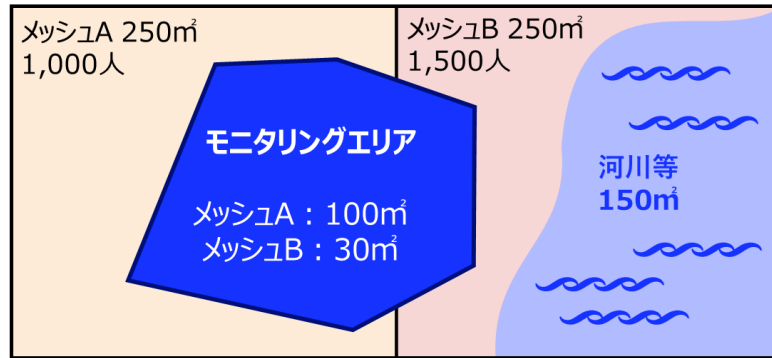 メッシュA 250㎡
1,000人
メッシュB 250㎡
1,500人
モニタリングエリア
メッシュA：100㎡
メッシュB：30㎡
河川等
150㎡